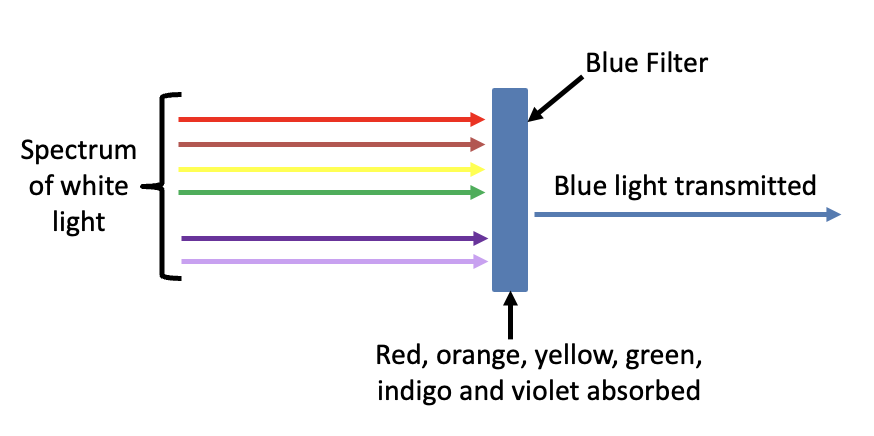 Blue Filter
Spectrum
of white
light
Blue light transmitted
Red, orange, yellow, green,
indigo and violet absorbed